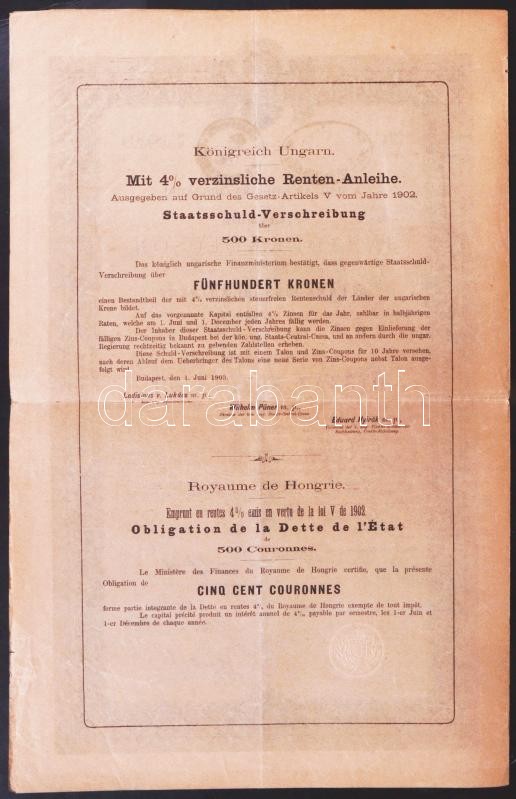 Königreich Ungarn.
Mit 4% verzinsliche Renten-Anleihe.
Ausgegeben auf Grund des Gesetz-Artikels V vom Jahre 1902.
Staatsschuld-Verschreibung
über
500 Kronen.
Das königlich ungarische Finanzministerium bestätigt, dass gegenwärtige Staatsschuld-
Verschreibung über
FÜNFHUNDERT KRONEN
einen Bestandtheil der mit 4% verzinslichen steuerfreien Rentenschuld der Länder der ungarischen
Krone bildet.
Auf das vorgenannte Kapital entfallen 4% Zinsen für das Jahr, zahlbar in halbjährigen
Raten, welche am 1. Juni und 1. December jeden Jahres fällig werden.
Der Inhaber dieser Staatsschuld-Verschreibung kann die Zinsen gegen Einlieferung der
fälligen Zins-Coupons in Budapest bei der kön. ung. Staats-Central-Cassa, und an andern durch die ungar.
Regierung rechtzeitig bekannt zu gebenden Zahlstellen erheben.
Diese Schuld-Verschreibung ist mit einem Talon und Zins-Coupons für 10 Jahre versehen,
nach deren Ablauf dem Ueberbringer des Talons eine neue Serie von Zins-Coupons nebst Talon ausge-
folgt wird.
Budapest, den 1. Juni 1903.
v. Lukács m. p.
Wilhelm m. p.
Eduard m. p.
darabanth
Royaume de Hongrie.
Emprunt en rentes 4% émis en vertu de la loi V de 1902.
Obligation de la Dette de l'État
de
500 Couronnes.
Le Ministère des Finances du Royaume de Hongrie certifie, que la présente
Obligation de
CINQ CENT COURONNES
forme partie integrante de la Dette en rentes 4%, du Royaume de Hongrie exempte de tout impôt.
Le capital précité produit un intérêt annuel de 4%, payable par semestre, les 1-er Juin et
1-er Décembre de chaque année.